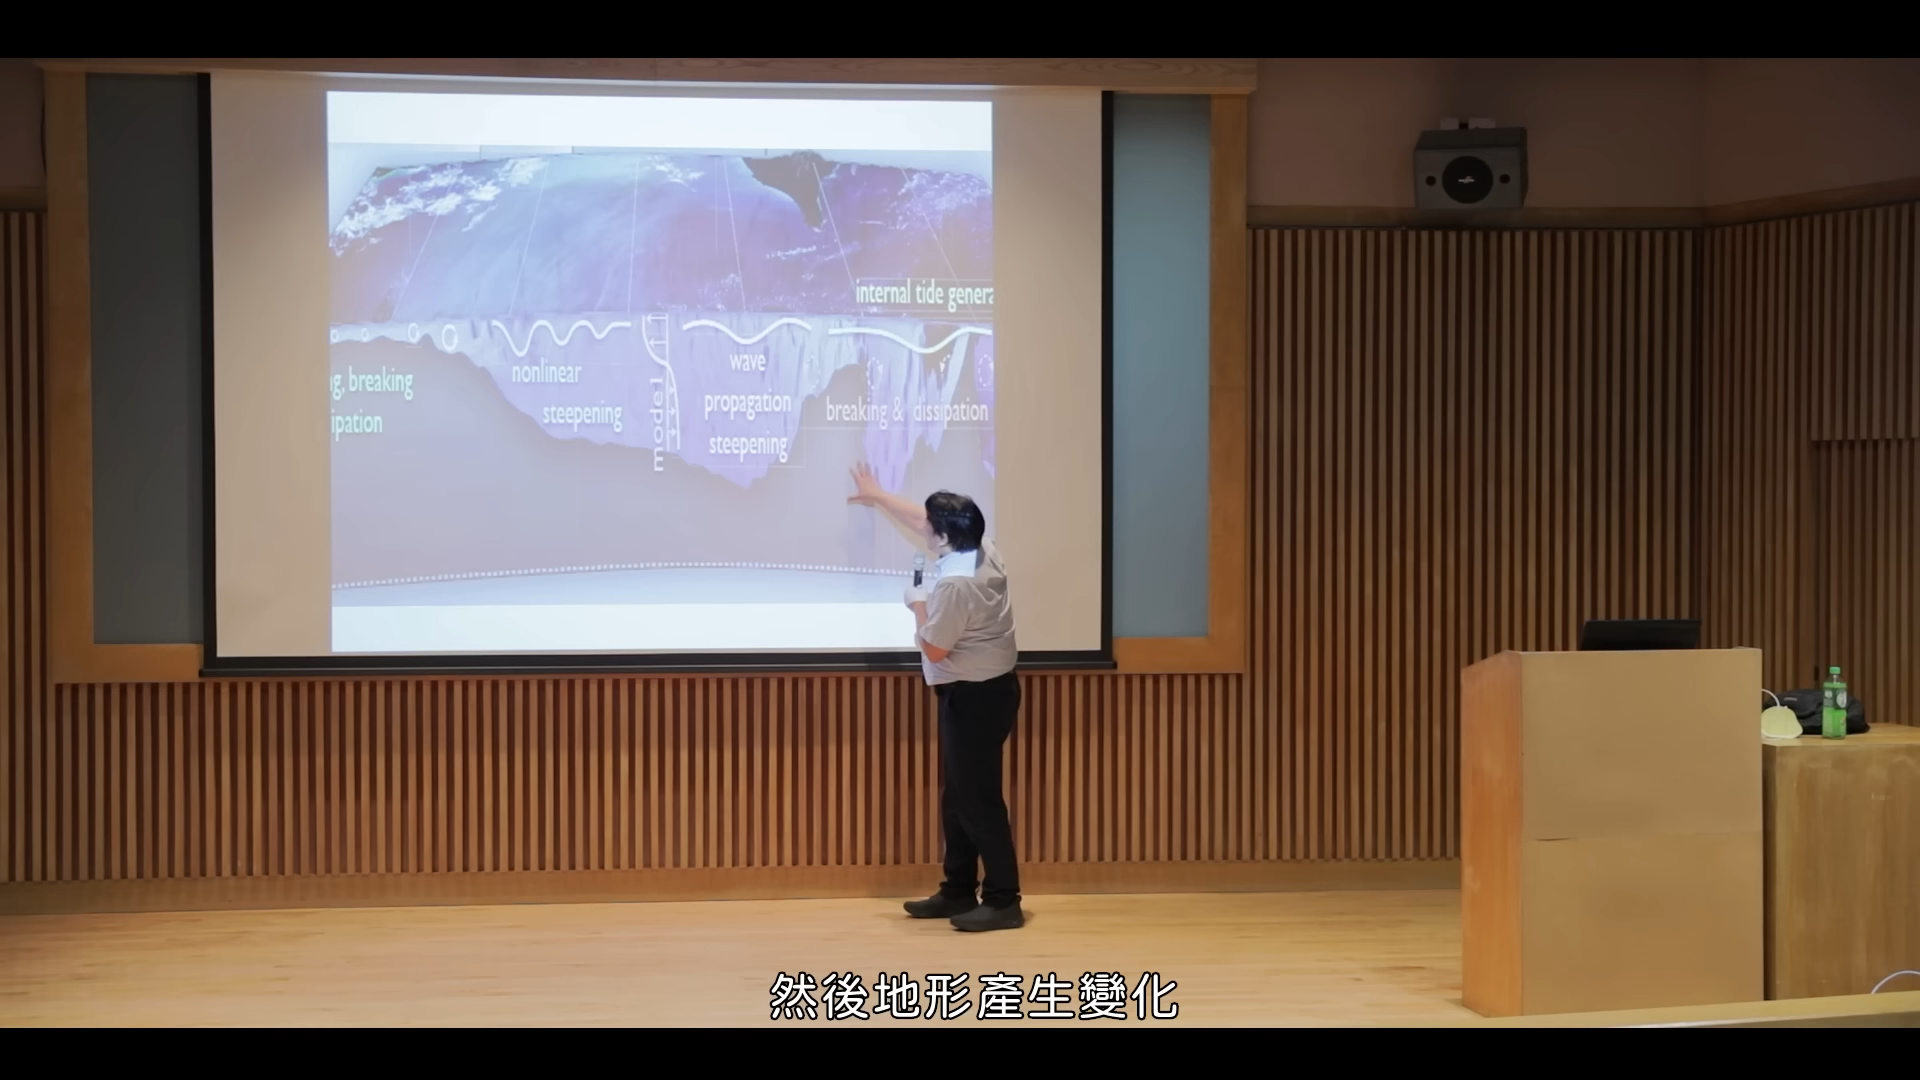 internal tide genera
nonlinear
steepening
model
wave
propagation
steepening
breaking & dissipation
g, breaking
ipation
然後地形產生變化